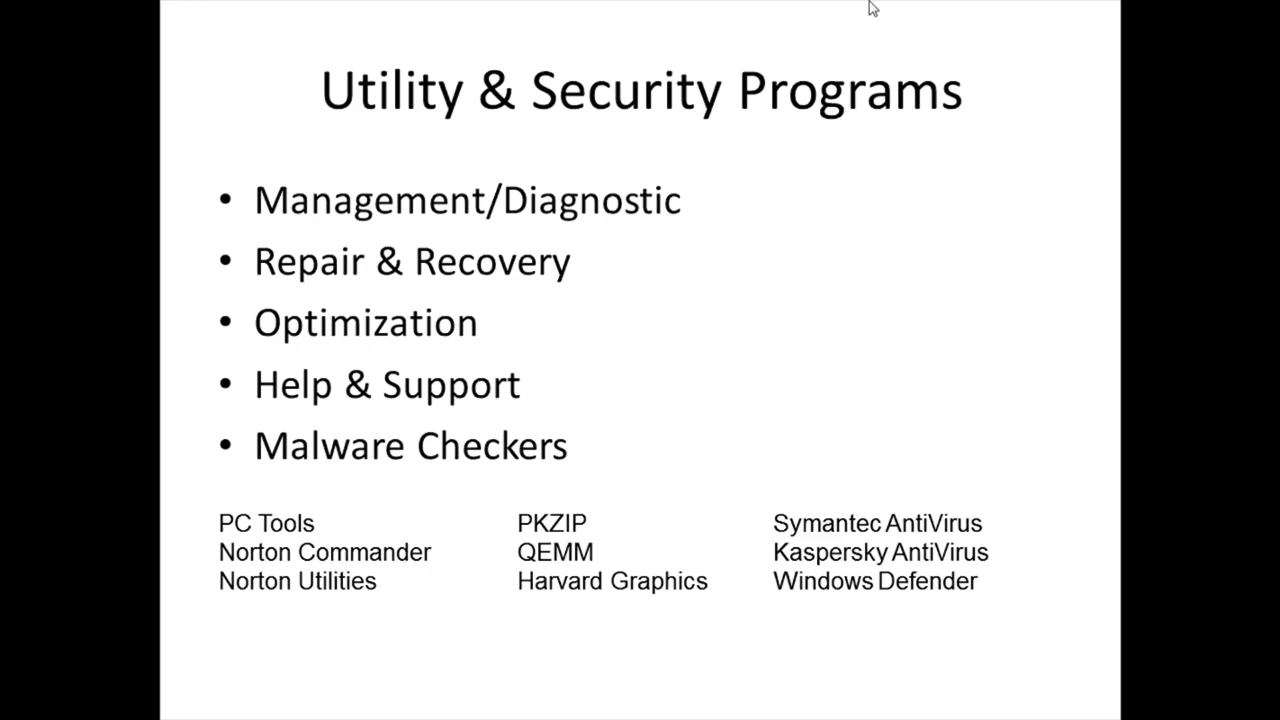 Utility & Security Programs
• Management/Diagnostic
• Repair & Recovery
• Optimization
• Help & Support
• Malware Checkers
PC Tools
Norton Commander
Norton Utilities
PKZIP
QEMM
Harvard Graphics
Symantec AntiVirus
Kaspersky AntiVirus
Windows Defender